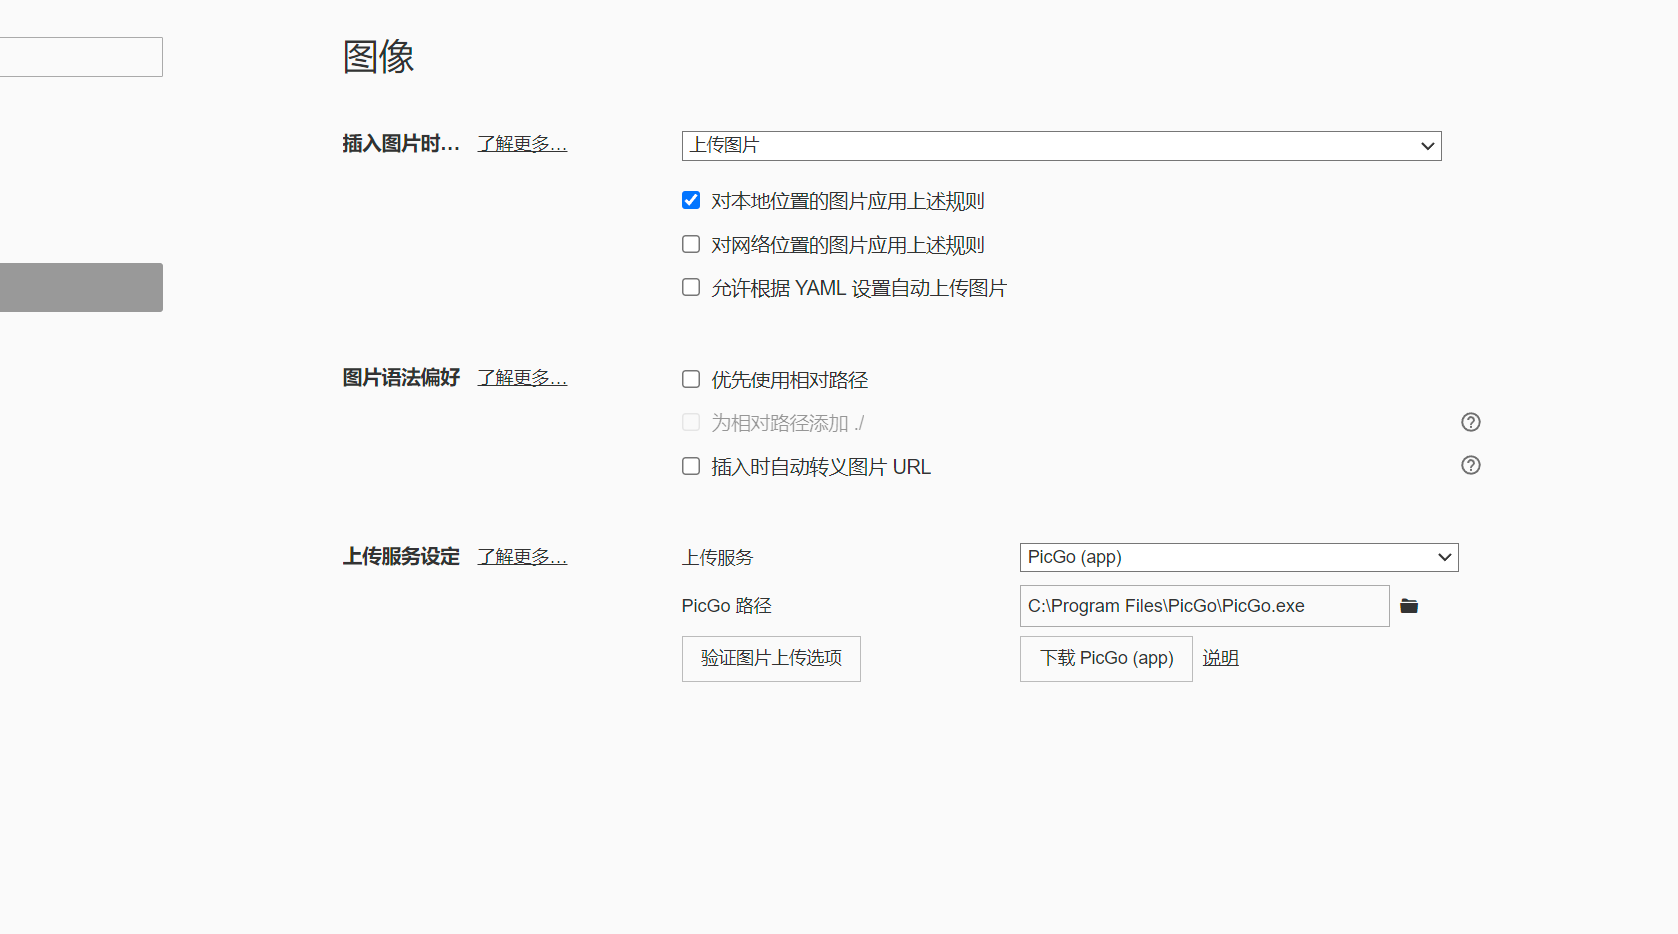 图像
插入图片时... 了解更多...
上传图片
对本地位置的图片应用上述规则
对网络位置的图片应用上述规则
允许根据 YAML 设置自动上传图片
图片语法偏好 了解更多...
优先使用相对路径
为相对路径添加 ./
插入时自动转义图片 URL
上传服务设定 了解更多...
上传服务 PicGo (app)
PicGo 路径 C:\Program Files\PicGo\PicGo.exe
验证图片上传选项 下载 PicGo (app) 说明